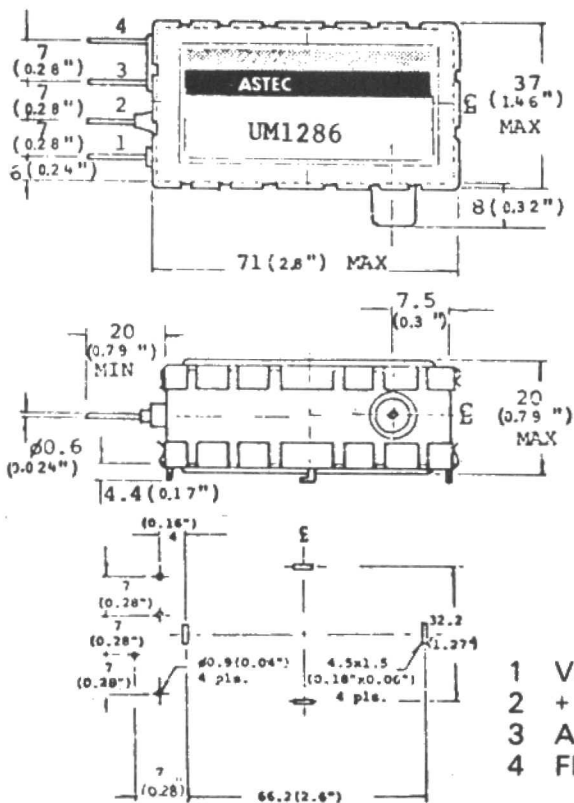 4
7
(0.28")
3
7
(0.28")
2
7
(0.28")
1
6(0.24")
ASTEC
UM1286
37
(1.46")
MAX
8(0.32")
71(2.8") MAX
7.5
(0.3")
20
(0.79")
MIN
20
(0.79")
MAX
ø0.6
(0.024")
4.4(0.17")
(0.16")
4
7
(0.28")
7
(0.28")
7
(0.28")
32.2
(1.27")
ø0.9(0.04")
4 pls.
4.5x1.5
(0.18"x0.06")
4 pls.
7
(0.28)
66.2(2.6")
1 V
2 +
3 A
4